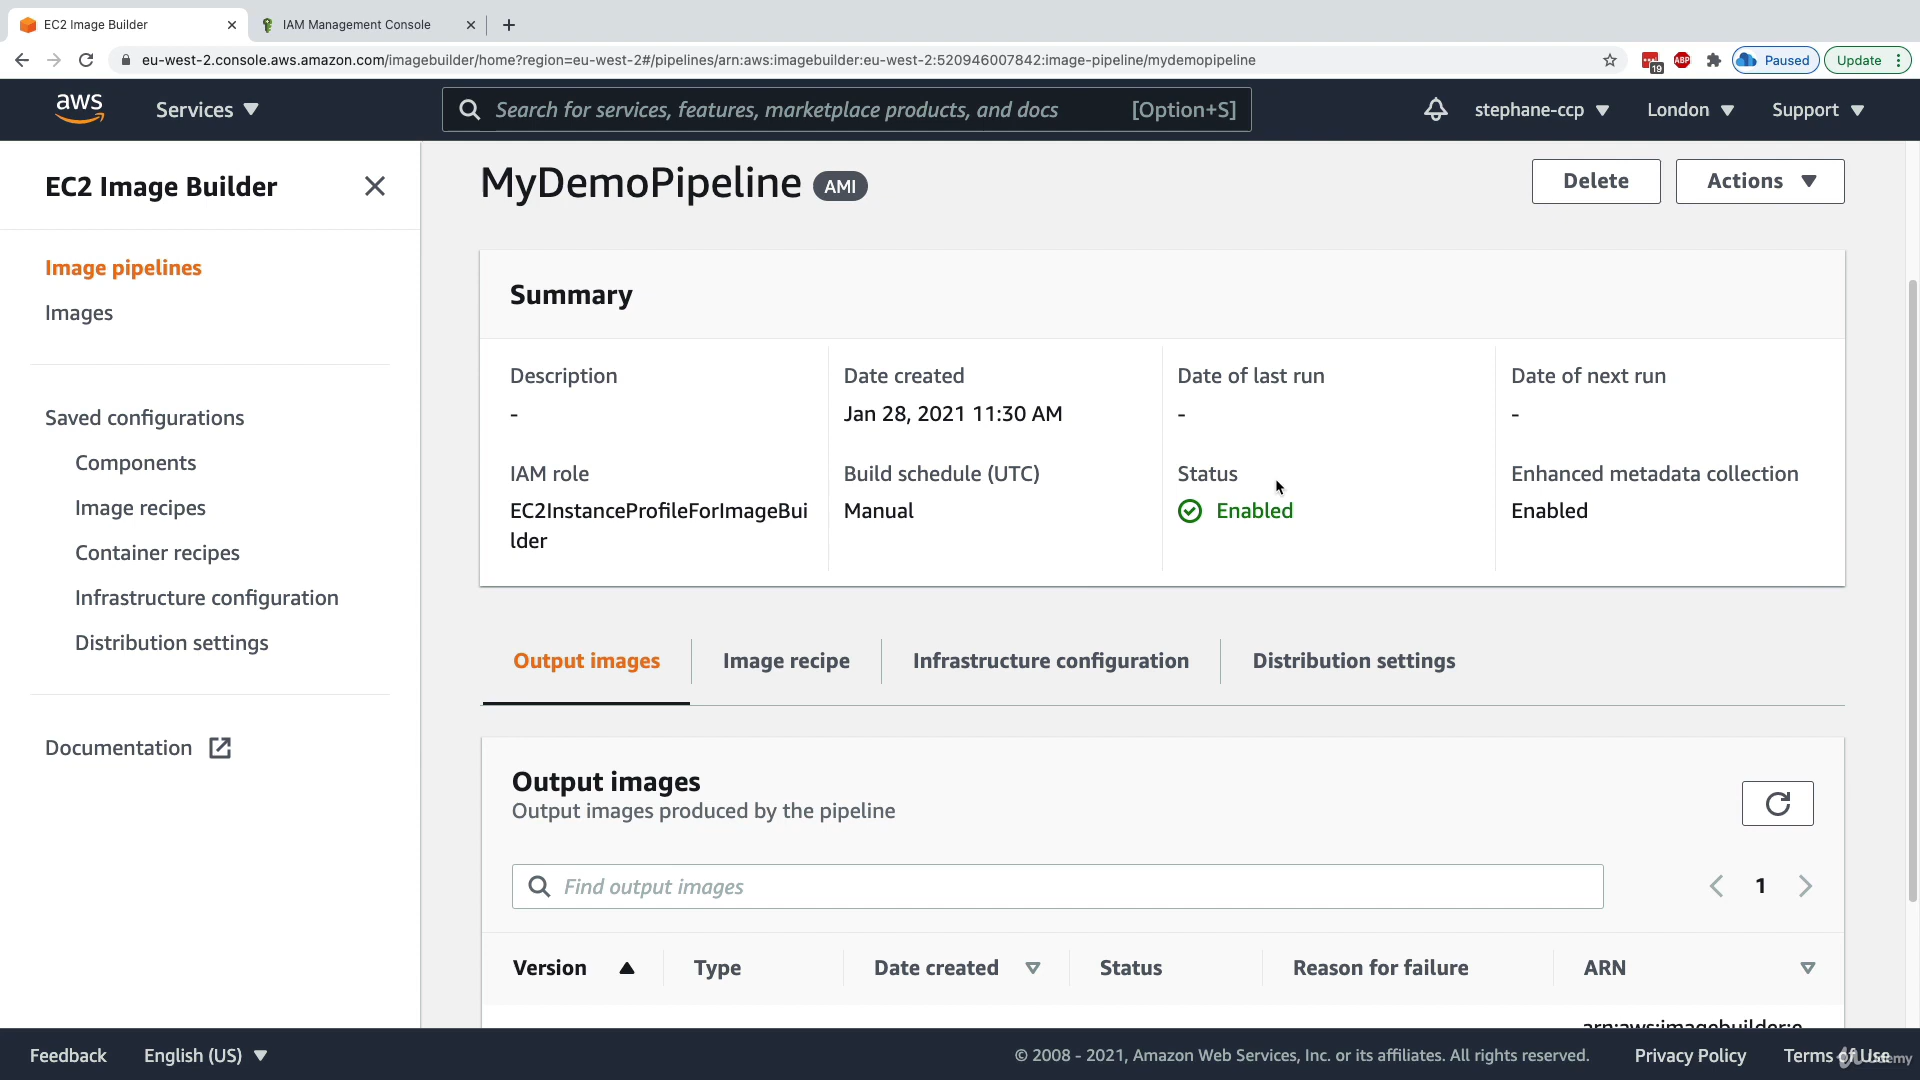 EC2 Image Builder
IAM Management Console
eu-west-2.console.aws.amazon.com/imagebuilder/home?region=eu-west-2#/pipelines/arn:aws:imagebuilder:eu-west-2:520946007842:image-pipeline/mydemopipeline
19
ABP
Paused
Update
aws
Services
Search for services, features, marketplace products, and docs
[Option+S]
stephane-ccp
London
Support
EC2 Image Builder
Image pipelines
Images
Saved configurations
Components
Image recipes
Container recipes
Infrastructure configuration
Distribution settings
Documentation
MyDemoPipeline
AMI
Delete
Actions
Summary
Description
-
Date created
Jan 28, 2021 11:30 AM
Date of last run
-
Date of next run
-
IAM role
EC2InstanceProfileForImageBui
lder
Build schedule (UTC)
Manual
Status
Enabled
Enhanced metadata collection
Enabled
Output images
Image recipe
Infrastructure configuration
Distribution settings
Output images
Output images produced by the pipeline
Find output images
1
Version
Type
Date created
Status
Reason for failure
ARN
arn:aws:imagebuilder:e
Feedback
English (US)
© 2008 - 2021, Amazon Web Services, Inc. or its affiliates. All rights reserved.
Privacy Policy
Terms of Use
Udemy